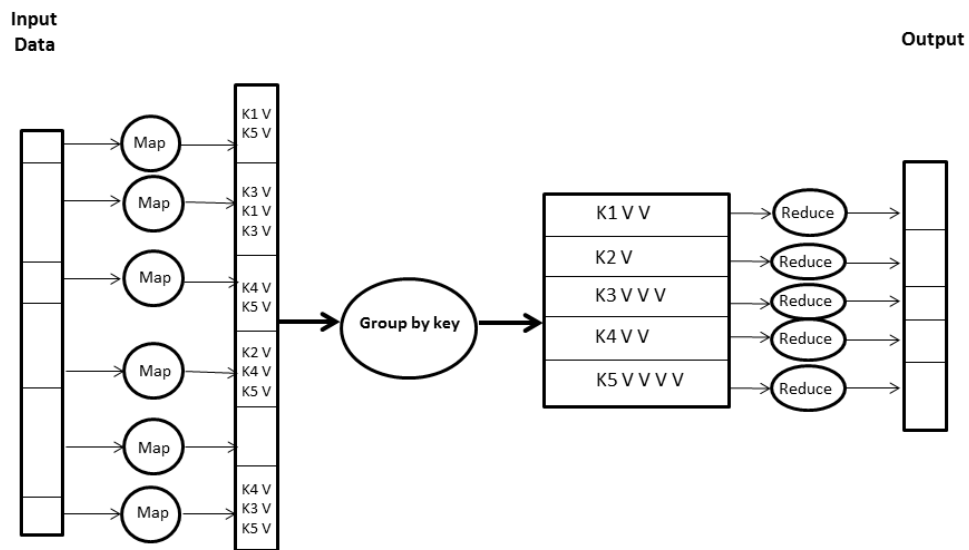 Input
Data
Output
Map
Map
Map
Map
Map
Map
K1 V
K5 V
K3 V
K1 V
K3 V
K4 V
K5 V
K2 V
K4 V
K5 V
K4 V
K3 V
K5 V
Group by key
K1 V V
K2 V
K3 V V V
K4 V V
K5 V V V V
Reduce
Reduce
Reduce
Reduce
Reduce